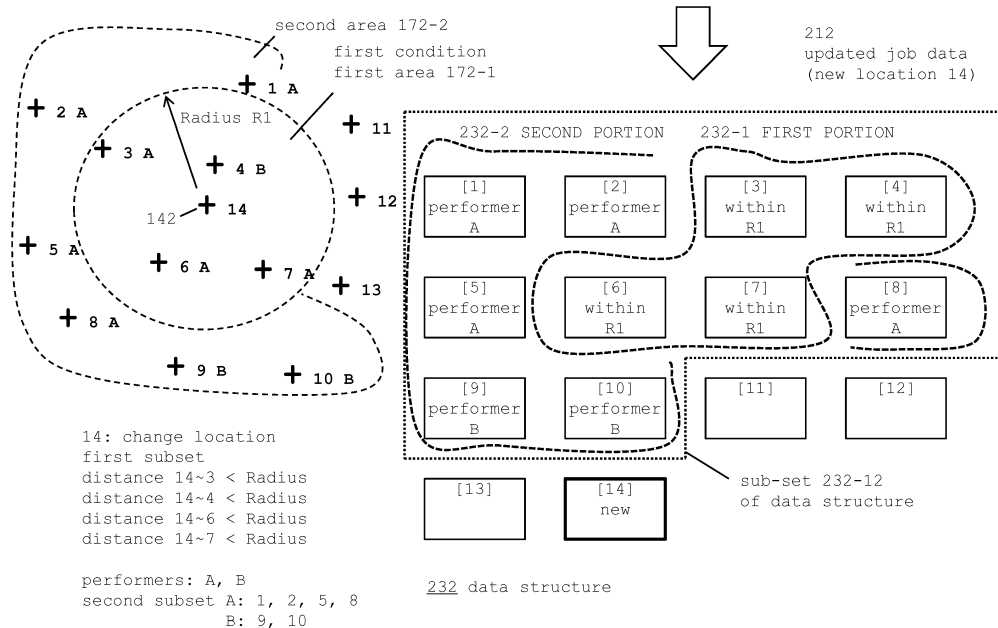 second area 172-2
first condition
first area 172-1
1 A
2 A
Radius R1
3 A
4 B
11
142
14
12
5 A
6 A
7 A
13
8 A
9 B
10 B
14: change location
first subset
distance 14~3 < Radius
distance 14~4 < Radius
distance 14~6 < Radius
distance 14~7 < Radius
performers: A, B
second subset A: 1, 2, 5, 8
B: 9, 10
212
updated job data
(new location 14)
232-2 SECOND PORTION
232-1 FIRST PORTION
[1]
performer
A
[2]
performer
A
[3]
within
R1
[4]
within
R1
[5]
performer
A
[6]
within
R1
[7]
within
R1
[8]
performer
A
[9]
performer
B
[10]
performer
B
[11]
[12]
[13]
[14]
new
sub-set 232-12
of data structure
232 data structure